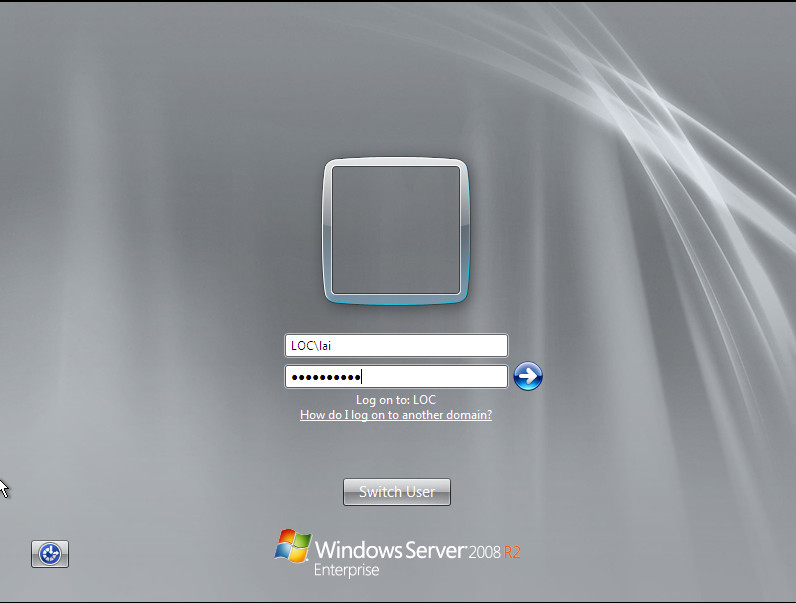 LOC\lai
••••••••••
Log on to: LOC
How do I log on to another domain?
Switch User
Windows Server 2008 R2
Enterprise